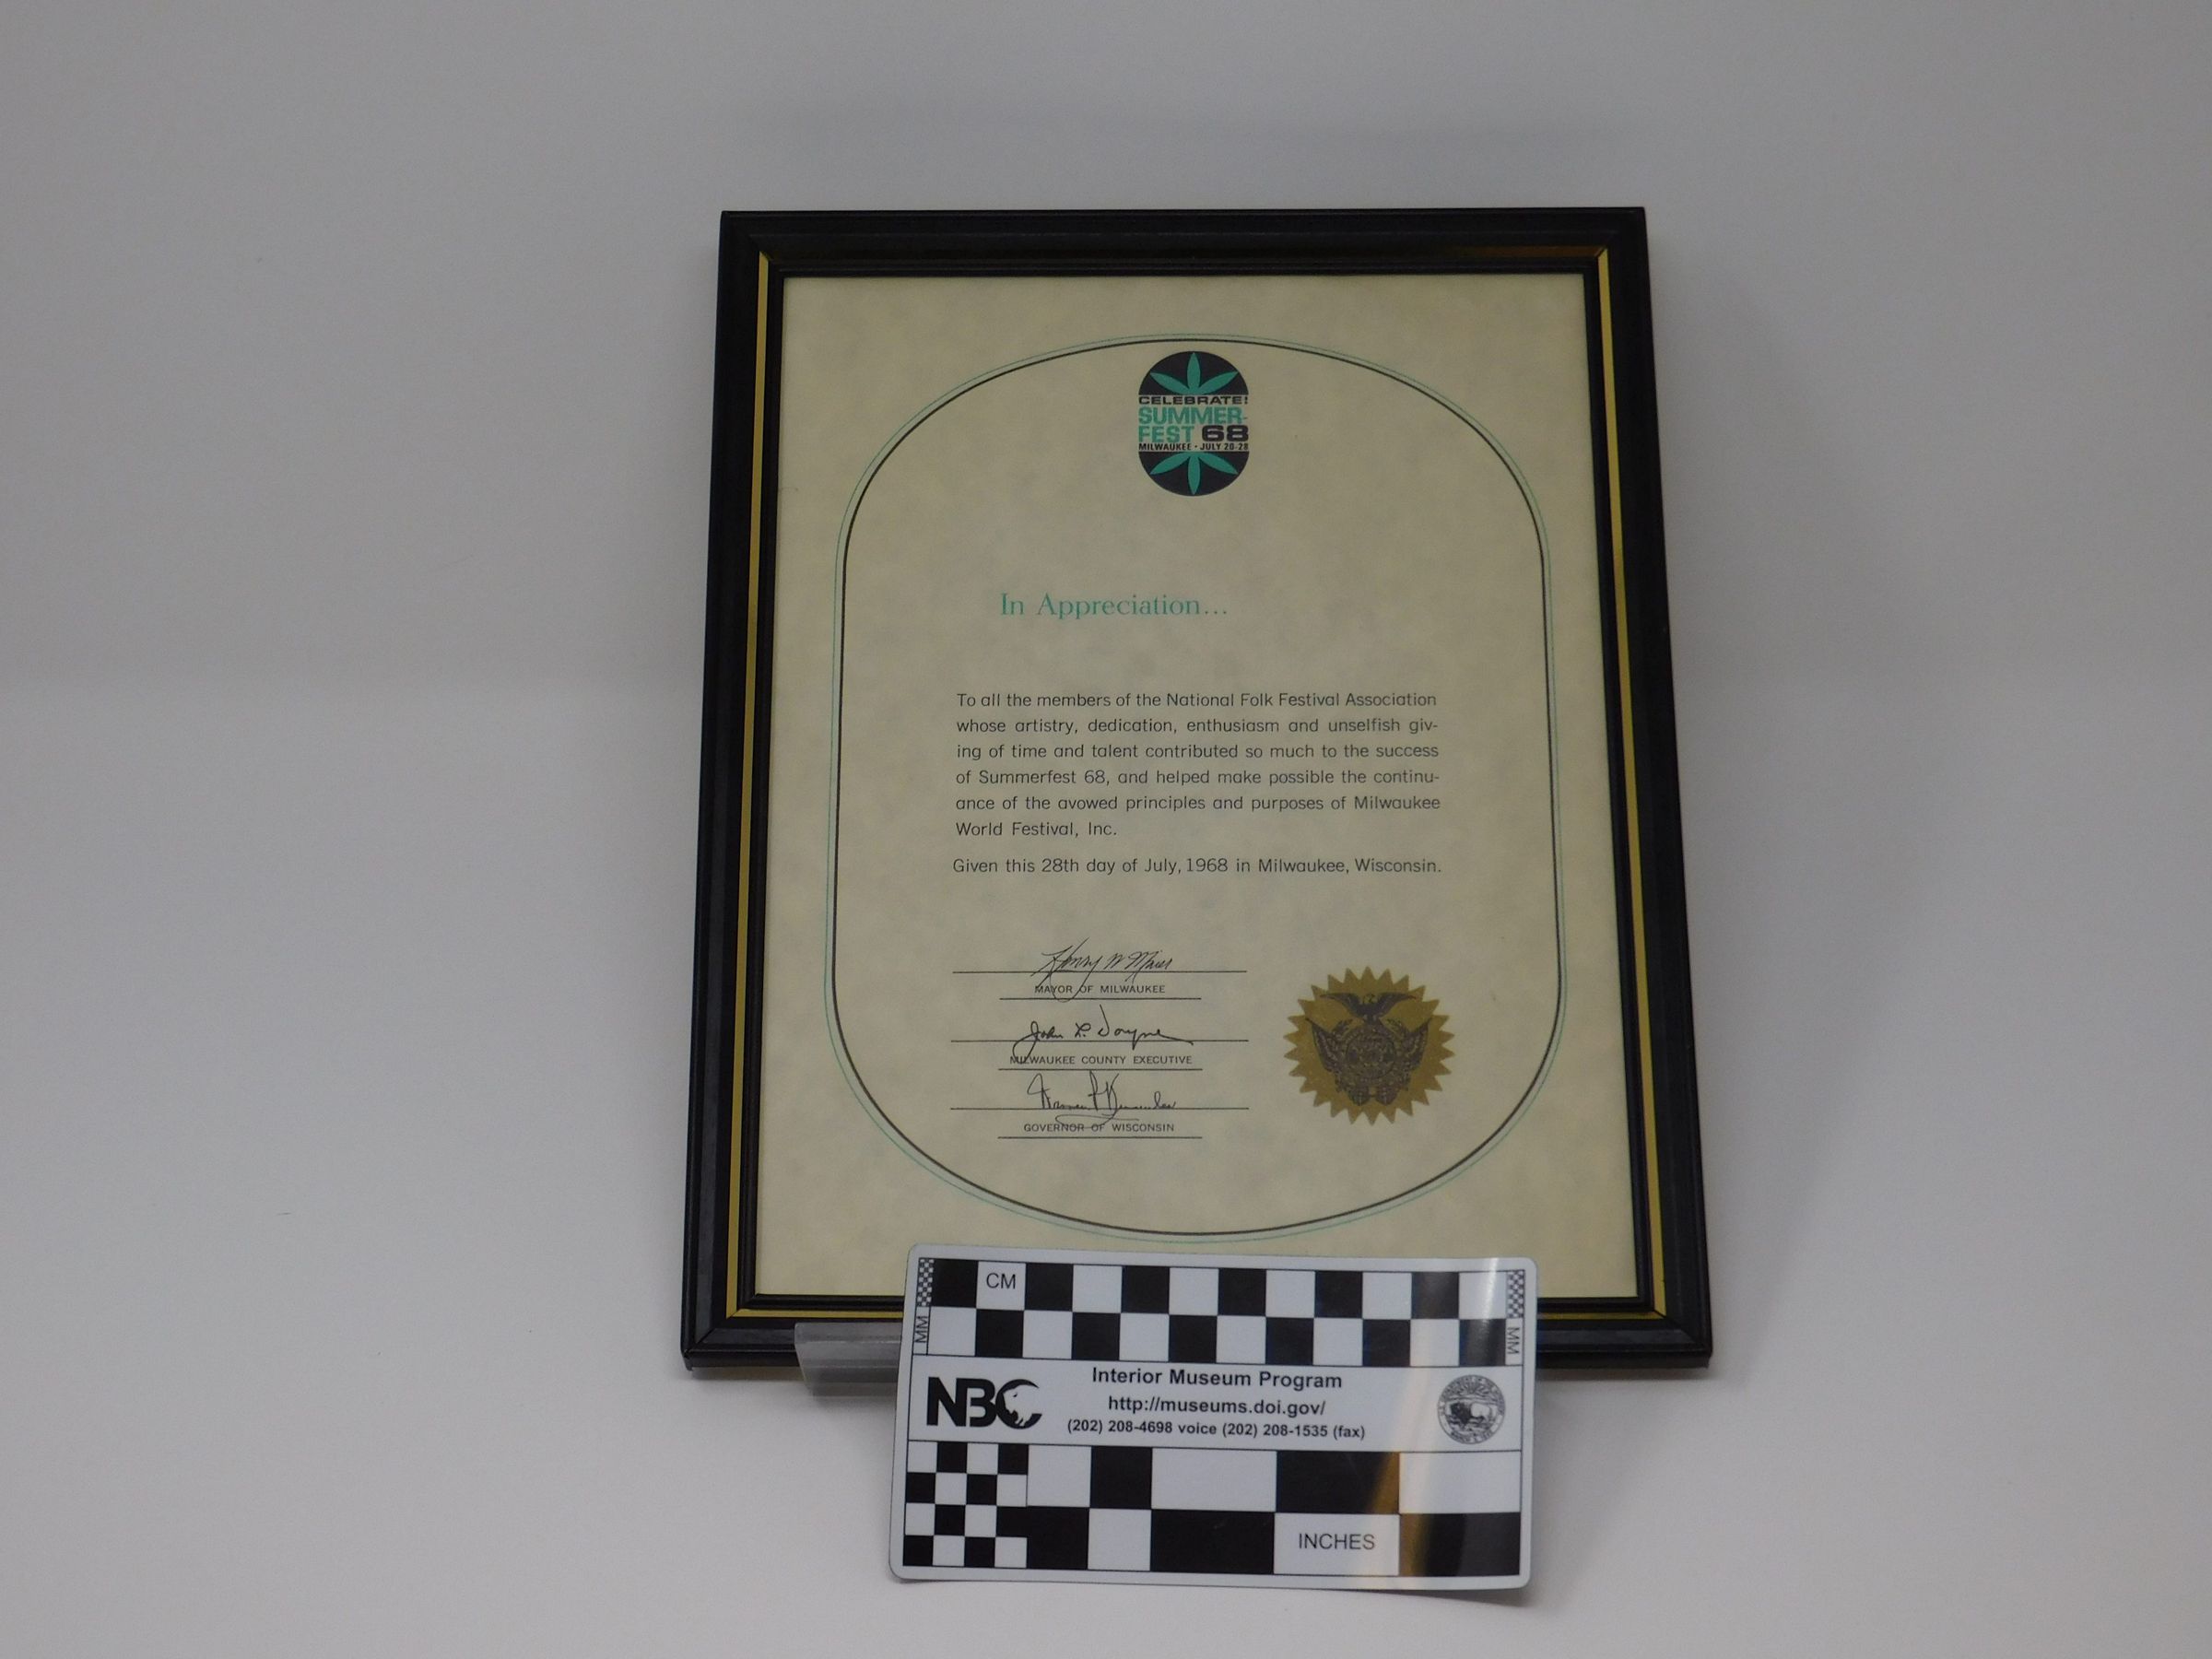 CELEBRATE!
SUMMER-
FEST 68
MILWAUKEE • JULY 20-28
In Appreciation...
To all the members of the National Folk Festival Association
whose artistry, dedication, enthusiasm and unselfish giv-
ing of time and talent contributed so much to the success
of Summerfest 68, and helped make possible the continu-
ance of the avowed principles and purposes of Milwaukee
World Festival, Inc.
Given this 28th day of July, 1968 in Milwaukee, Wisconsin.
Henry W Maier
MAYOR OF MILWAUKEE
John L. Doyne
MILWAUKEE COUNTY EXECUTIVE
GOVERNOR OF WISCONSIN
CM
MM
MM
NBC
Interior Museum Program
http://museums.doi.gov/
(202) 208-4698 voice (202) 208-1535 (fax)
INCHES